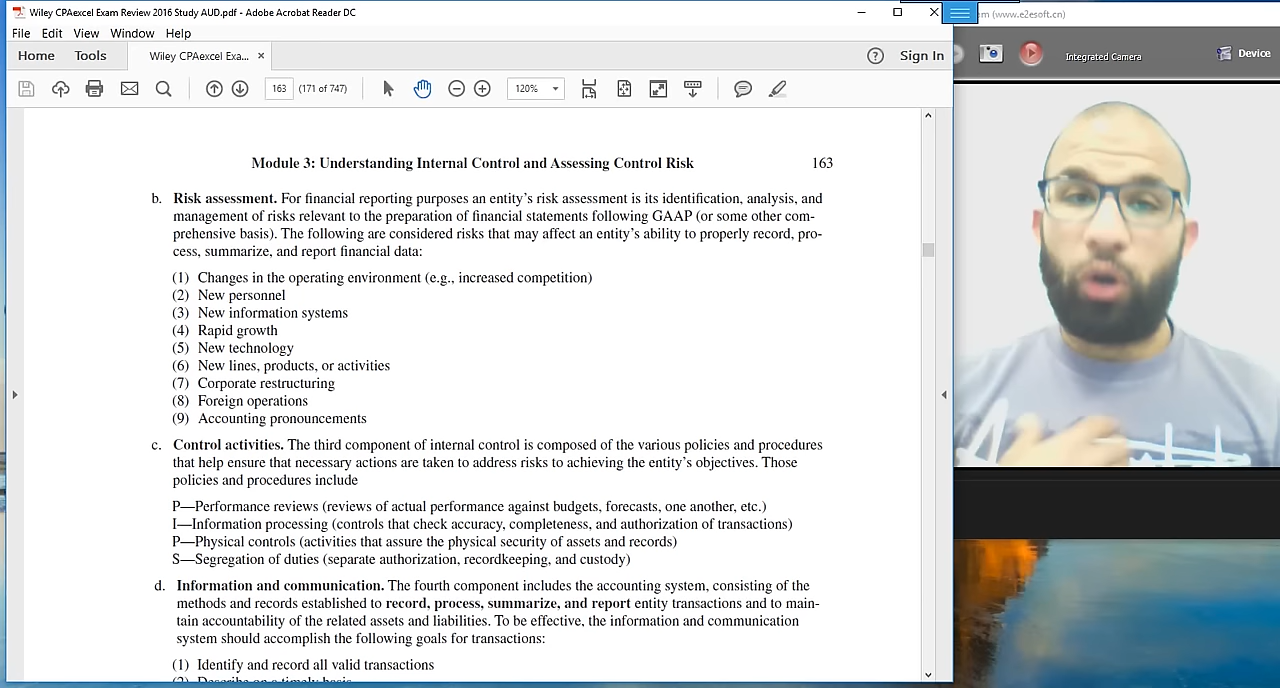 Wiley CPAexcel Exam Review 2016 Study AUD.pdf - Adobe Acrobat Reader DC
m (www.e2esoft.cn)
File Edit View Window Help
Home Tools Wiley CPAexcel Exa... × Sign In
Integrated Camera Device
163 (171 of 747) 120%
Module 3: Understanding Internal Control and Assessing Control Risk 163
b. Risk assessment. For financial reporting purposes an entity's risk assessment is its identification, analysis, and
management of risks relevant to the preparation of financial statements following GAAP (or some other com-
prehensive basis). The following are considered risks that may affect an entity's ability to properly record, pro-
cess, summarize, and report financial data:
(1) Changes in the operating environment (e.g., increased competition)
(2) New personnel
(3) New information systems
(4) Rapid growth
(5) New technology
(6) New lines, products, or activities
(7) Corporate restructuring
(8) Foreign operations
(9) Accounting pronouncements
c. Control activities. The third component of internal control is composed of the various policies and procedures
that help ensure that necessary actions are taken to address risks to achieving the entity's objectives. Those
policies and procedures include
P—Performance reviews (reviews of actual performance against budgets, forecasts, one another, etc.)
I—Information processing (controls that check accuracy, completeness, and authorization of transactions)
P—Physical controls (activities that assure the physical security of assets and records)
S—Segregation of duties (separate authorization, recordkeeping, and custody)
d. Information and communication. The fourth component includes the accounting system, consisting of the
methods and records established to record, process, summarize, and report entity transactions and to main-
tain accountability of the related assets and liabilities. To be effective, the information and communication
system should accomplish the following goals for transactions:
(1) Identify and record all valid transactions
(2) Describe on a timely basis